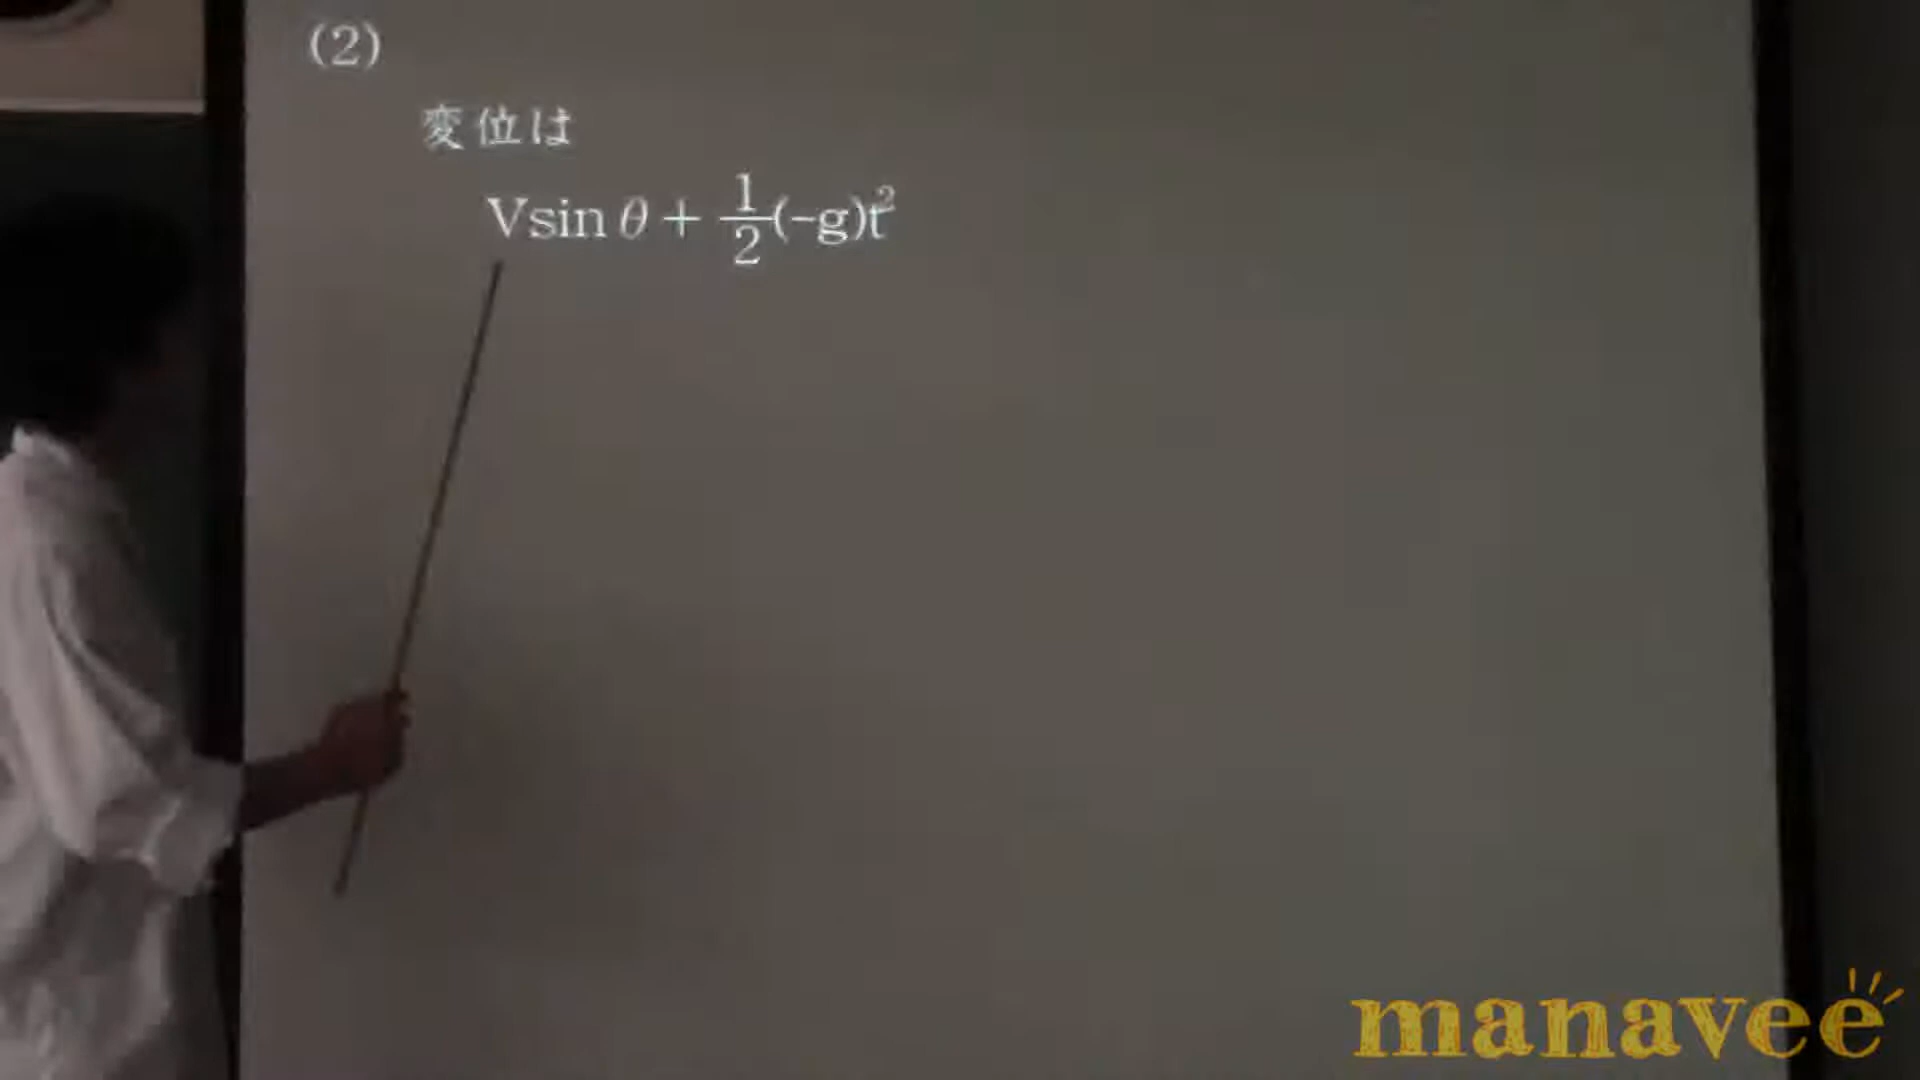 (2)
変位は
Vsin θ + 1/2(-g)t²
manavee